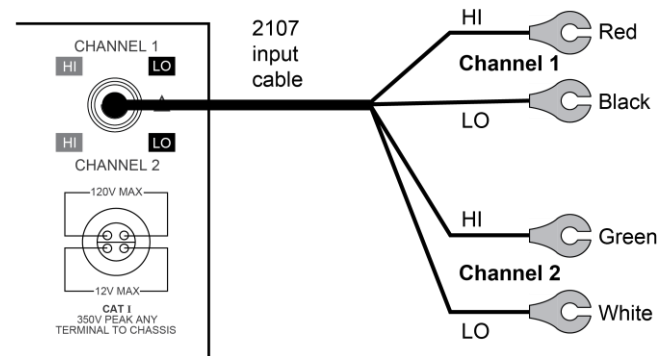 CHANNEL 1
HI
LO
HI
LO
CHANNEL 2
120V MAX
12V MAX
CAT I
350V PEAK ANY
TERMINAL TO CHASSIS
2107
input
cable
HI
Red
Channel 1
Black
LO
HI
Green
Channel 2
White
LO